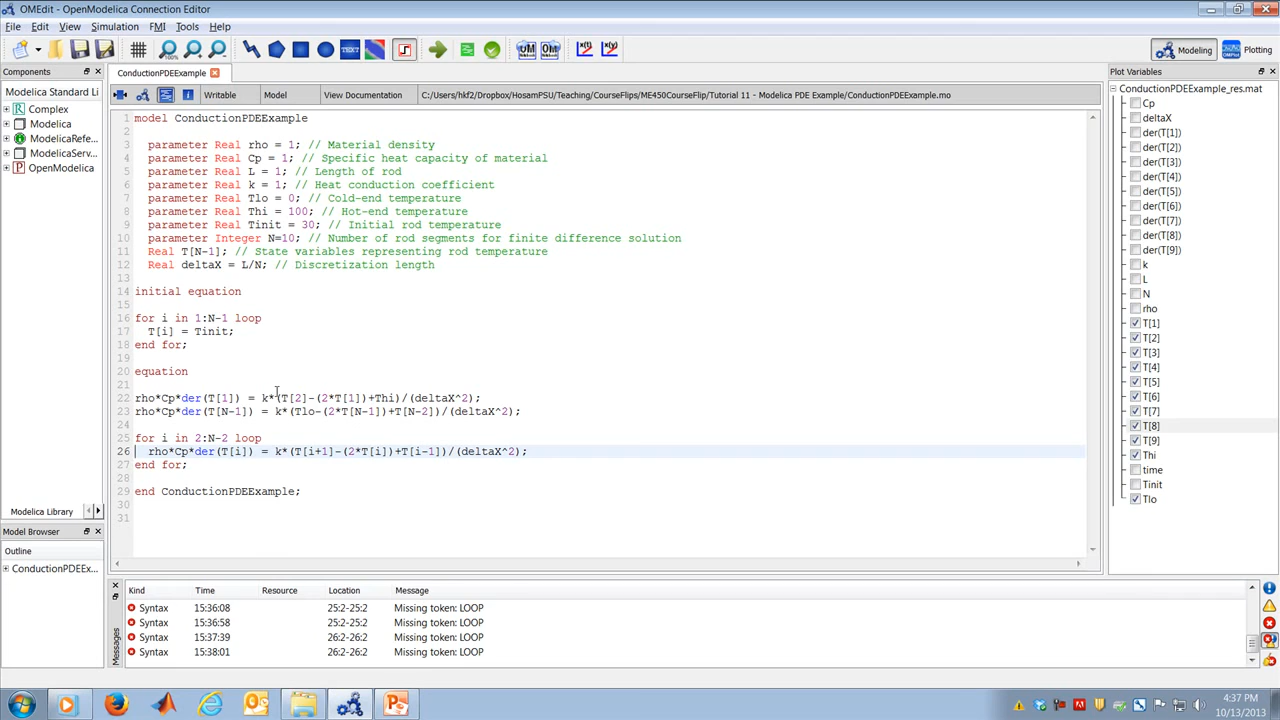 OMEdit - OpenModelica Connection Editor
File Edit View Simulation FMI Tools Help
100%
TEXT
UM OM x(t) x(y)
Modeling
OMPlot
Plotting
Components
Modelica Standard Li
Complex
Modelica
ModelicaRefe...
ModelicaServ...
OpenModelica
Modelica Library
Model Browser
Outline
ConductionPDEEx...
ConductionPDEExample
Writable Model View Documentation C:/Users/hkf2/Dropbox/HosamPSU/Teaching/CourseFlips/ME450CourseFlip/Tutorial 11 - Modelica PDE Example/ConductionPDEExample.mo
1 model ConductionPDEExample
2
3 parameter Real rho = 1; // Material density
4 parameter Real Cp = 1; // Specific heat capacity of material
5 parameter Real L = 1; // Length of rod
6 parameter Real k = 1; // Heat conduction coefficient
7 parameter Real Tlo = 0; // Cold-end temperature
8 parameter Real Thi = 100; // Hot-end temperature
9 parameter Real Tinit = 30; // Initial rod temperature
10 parameter Integer N=10; // Number of rod segments for finite difference solution
11 Real T[N-1]; // State variables representing rod temperature
12 Real deltaX = L/N; // Discretization length
13
14 initial equation
15
16 for i in 1:N-1 loop
17 T[i] = Tinit;
18 end for;
19
20 equation
21
22 rho*Cp*der(T[1]) = k*(T[2]-(2*T[1])+Thi)/(deltaX^2);
23 rho*Cp*der(T[N-1]) = k*(Tlo-(2*T[N-1])+T[N-2])/(deltaX^2);
24
25 for i in 2:N-2 loop
26 rho*Cp*der(T[i]) = k*(T[i+1]-(2*T[i])+T[i-1])/(deltaX^2);
27 end for;
28
29 end ConductionPDEExample;
30
31
Messages
Kind Time Resource Location Message
Syntax 15:36:08 25:2-25:2 Missing token: LOOP
Syntax 15:36:58 25:2-25:2 Missing token: LOOP
Syntax 15:37:39 26:2-26:2 Missing token: LOOP
Syntax 15:38:01 26:2-26:2 Missing token: LOOP
Plot Variables
ConductionPDEExample_res.mat
Cp
deltaX
der(T[1])
der(T[2])
der(T[3])
der(T[4])
der(T[5])
der(T[6])
der(T[7])
der(T[8])
der(T[9])
k
L
N
rho
T[1]
T[2]
T[3]
T[4]
T[5]
T[6]
T[7]
T[8]
T[9]
Thi
time
Tinit
Tlo
4:37 PM
10/13/2013